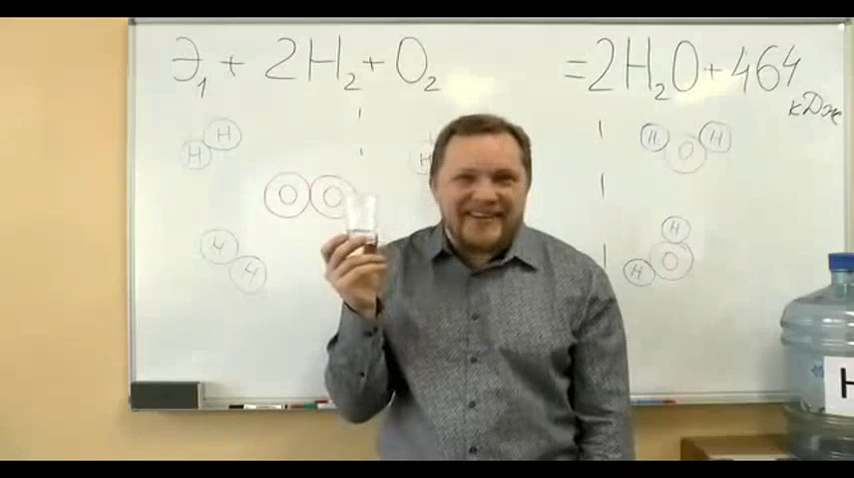 Э₁ + 2H₂ + O₂ = 2H₂O + 464
кДж
H H H H O H
O O
H H H
H H O
H